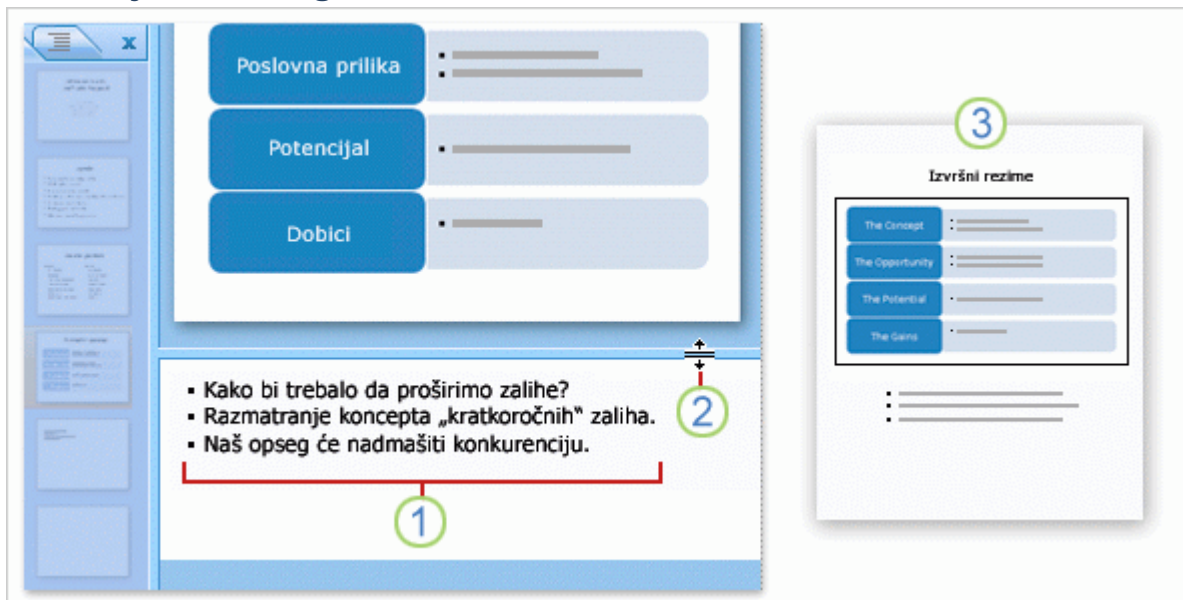 x
Poslovna prilika
Potencijal
Dobici
▪ Kako bi trebalo da proširimo zalihe?
▪ Razmatranje koncepta „kratkoročnih“ zaliha.
▪ Naš opseg će nadmašiti konkurenciju.
1
2
3
Izvršni rezime
The Concept
The Opportunity
The Potential
The Gains